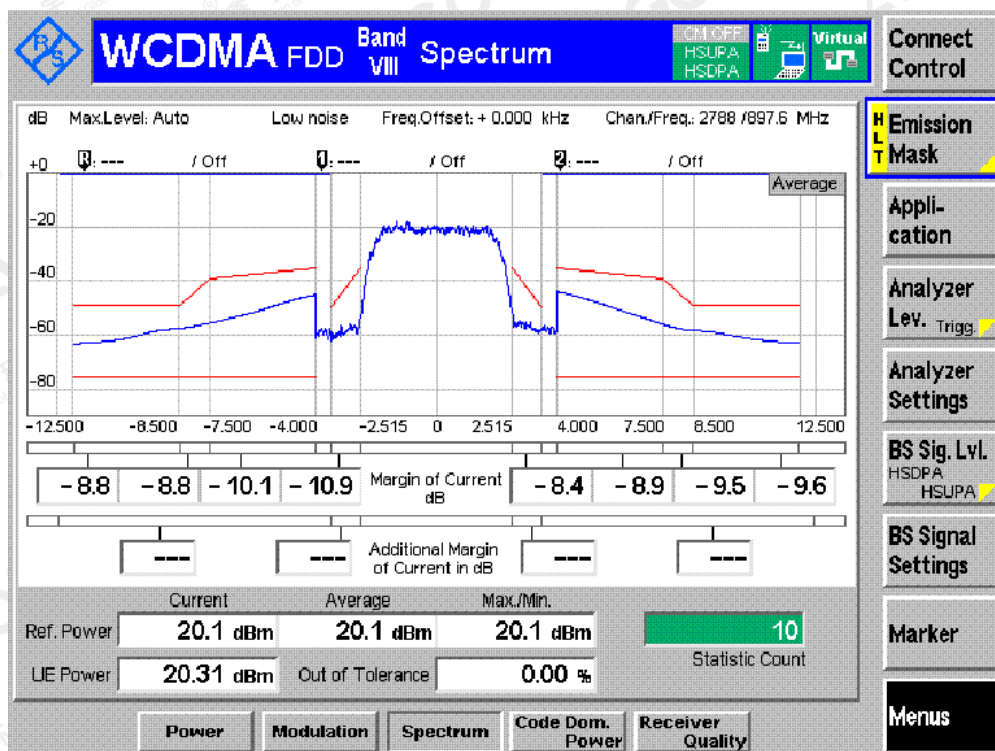 R S
WCDMA FDD Band VIII Spectrum
HSUPA
HSDPA
Virtual
Connect Control
dB Max.Level: Auto Low noise Freq.Offset: + 0.000 kHz Chan./Freq.: 2788 /897.6 MHz
HLT Emission Mask
+0 R: --- / Off 1: --- / Off 2: --- / Off
Average
-20
-40
-60
-80
-12.500 -8.500 -7.500 -4.000 -2.515 0 2.515 4.000 7.500 8.500 12.500
Appli-
cation
Analyzer
Lev. Trigg.
Analyzer
Settings
-8.8 -8.8 -10.1 -10.9 Margin of Current dB -8.4 -8.9 -9.5 -9.6
BS Sig. Lvl.
HSDPA
HSUPA
--- --- Additional Margin of Current in dB --- ---
BS Signal
Settings
Current Average Max./Min.
Ref. Power 20.1 dBm 20.1 dBm 20.1 dBm 10
Statistic Count
UE Power 20.31 dBm Out of Tolerance 0.00 %
Marker
Menus
Power Modulation Spectrum Code Dom. Power Receiver Quality